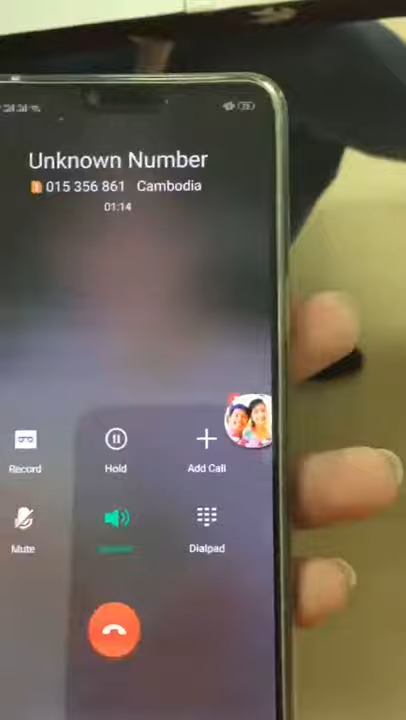 Unknown Number
015 356 861 Cambodia
01:14
Record
Hold
Add Call
Mute
Dialpad